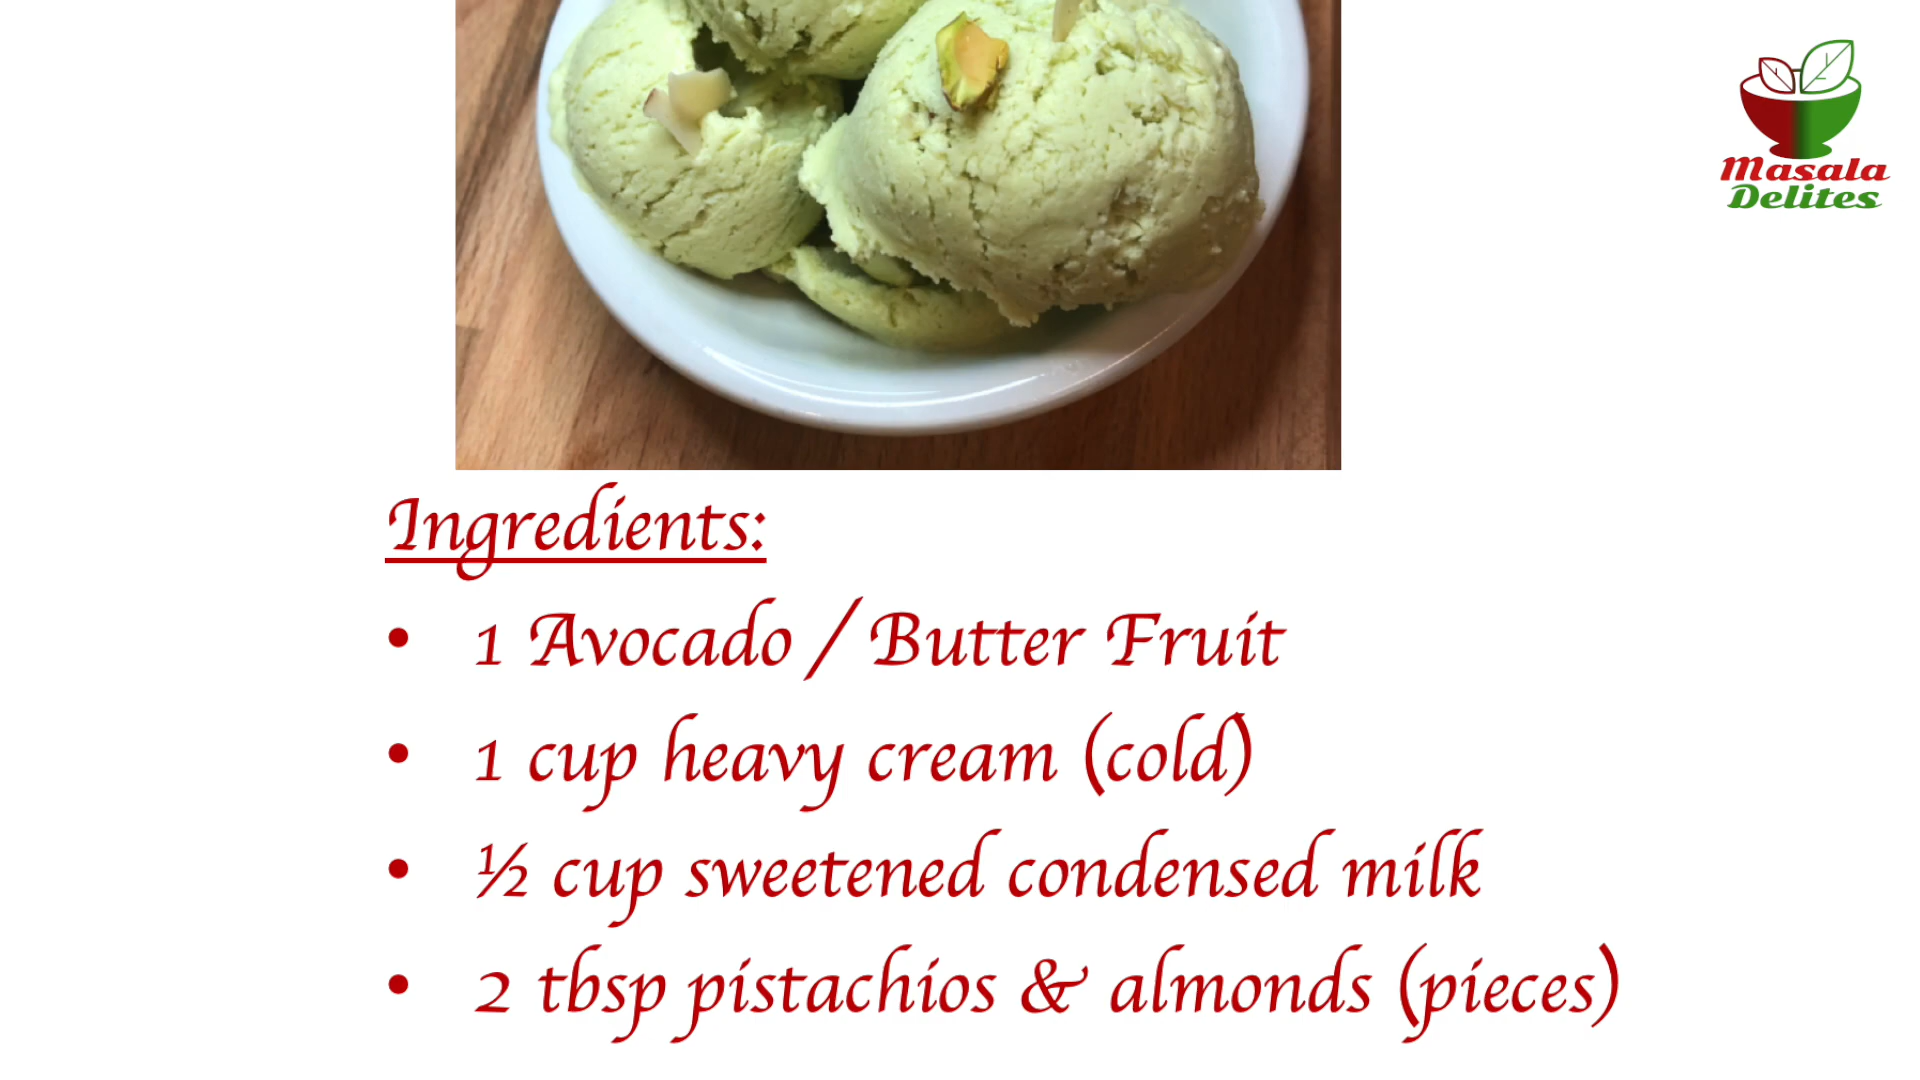 Masala
Delites
Ingredients:
• 1 Avocado / Butter Fruit
• 1 cup heavy cream (cold)
• ½ cup sweetened condensed milk
• 2 tbsp pistachios & almonds (pieces)